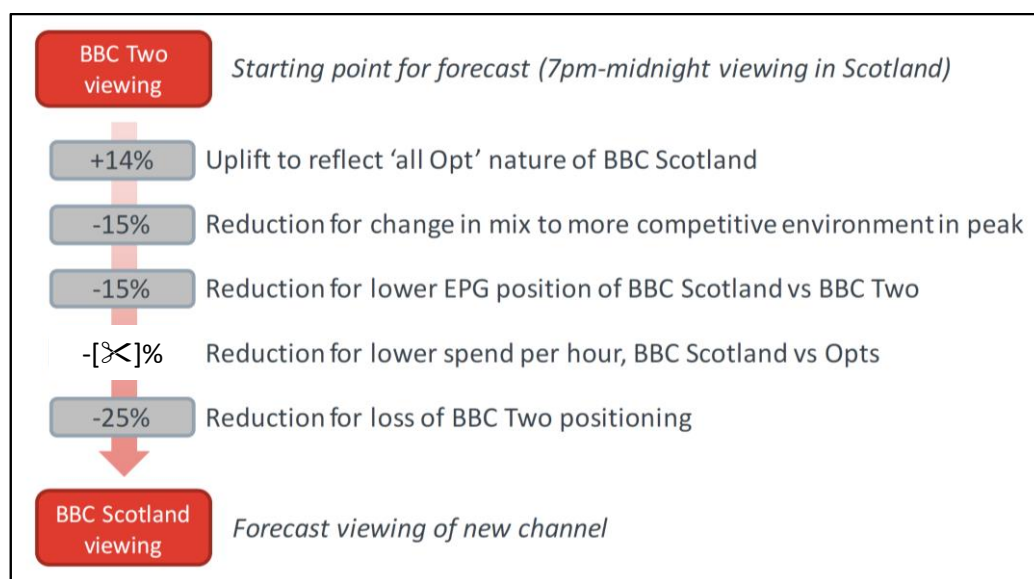 BBC Two
viewing
Starting point for forecast (7pm-midnight viewing in Scotland)
+14%
Uplift to reflect ‘all Opt’ nature of BBC Scotland
-15%
Reduction for change in mix to more competitive environment in peak
-15%
Reduction for lower EPG position of BBC Scotland vs BBC Two
-[✂]%
Reduction for lower spend per hour, BBC Scotland vs Opts
-25%
Reduction for loss of BBC Two positioning
BBC Scotland
viewing
Forecast viewing of new channel